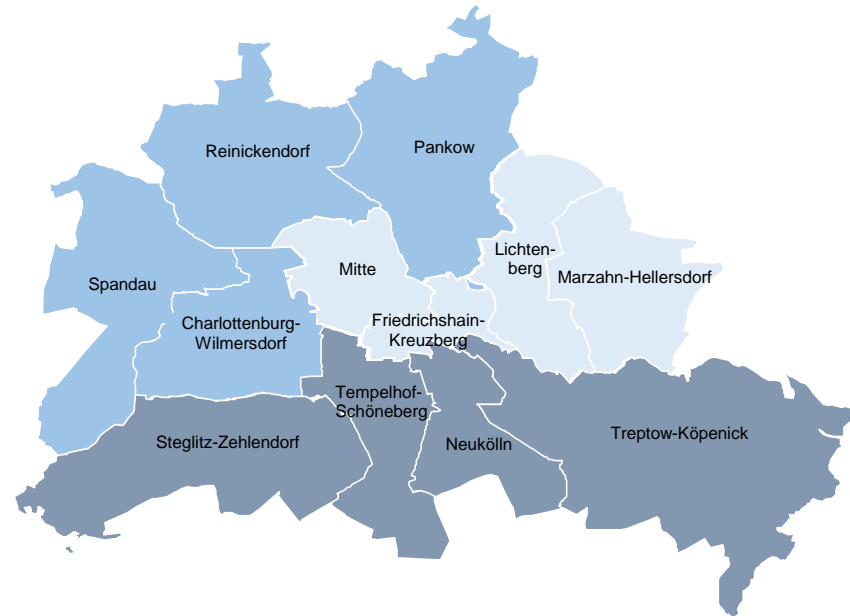 Reinickendorf
Pankow
Spandau
Mitte
Lichten-
berg
Marzahn-Hellersdorf
Charlottenburg-
Wilmersdorf
Friedrichshain-
Kreuzberg
Tempelhof-
Schöneberg
Steglitz-Zehlendorf
Neukölln
Treptow-Köpenick